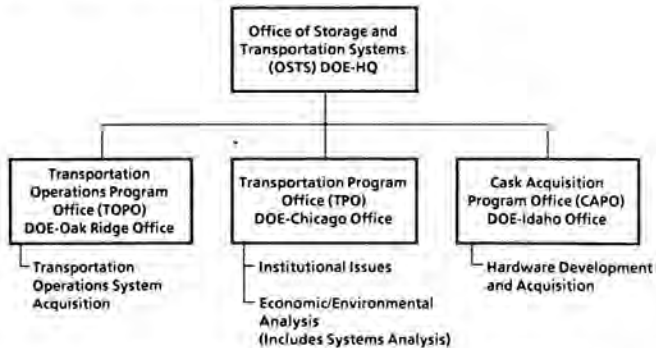 Office of Storage and
Transportation Systems
(OSTS) DOE-HQ
Transportation
Operations Program
Office (TOPO)
DOE-Oak Ridge Office
Transportation
Operations System
Acquisition
Transportation Program
Office (TPO)
DOE-Chicago Office
Institutional Issues
Economic/Environmental
Analysis
(Includes Systems Analysis)
Cask Acquisition
Program Office (CAPO)
DOE-Idaho Office
Hardware Development
and Acquisition